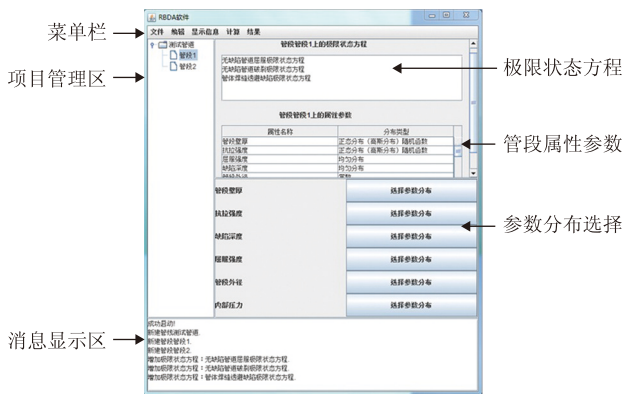 RBDA软件
菜单栏
文件 编辑 显示信息 计算 结果
测试管道
管段1
管段2
项目管理区
管段管段1上的极限状态方程
无缺陷管道屈服极限状态方程
无缺陷管道破裂极限状态方程
管体焊缝透避缺陷极限状态方程
极限状态方程
管段管段1上的属性参数
属性名称 分布类型
管段壁厚 正态分布（高斯分布）随机函数
抗拉强度 正态分布（高斯分布）随机函数
屈服强度 均匀分布
缺陷深度 均匀分布
管段外径 常数
管段属性参数
管段壁厚 选择参数分布
抗拉强度 选择参数分布
缺陷深度 选择参数分布
屈服强度 选择参数分布
管段外径 选择参数分布
内部压力 选择参数分布
参数分布选择
消息显示区
成功启动!
新建管线测试管道.
新建管段管段1.
新建管段管段2.
增加极限状态方程：无缺陷管道屈服极限状态方程.
增加极限状态方程：无缺陷管道破裂极限状态方程.
增加极限状态方程：管体焊缝透避缺陷极限状态方程.